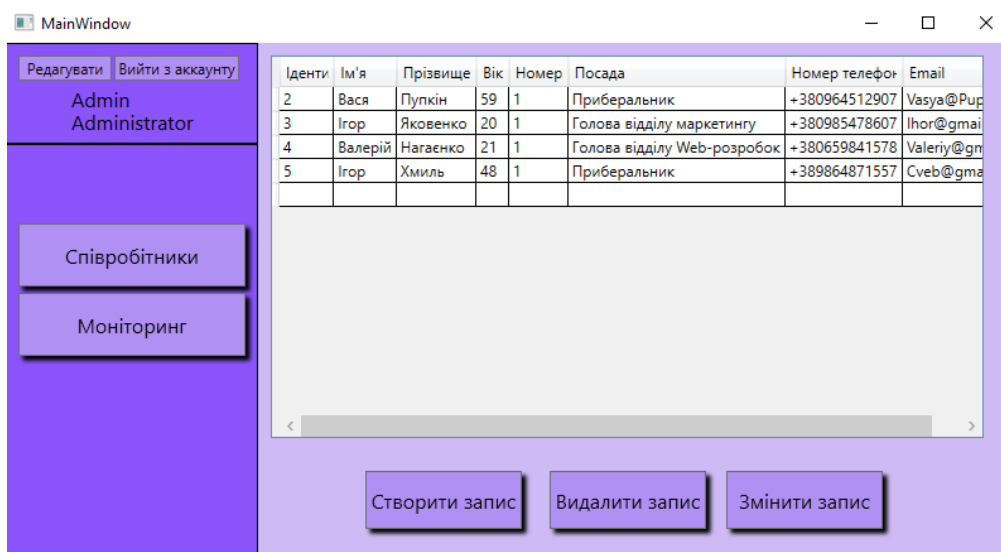 MainWindow
Редагувати Вийти з аккаунту
Admin
Administrator
Співробітники
Моніторинг
Іденти Ім'я Прізвище Вік Номер Посада Номер телефон Email
2 Вася Пупкін 59 1 Приберальник +380964512907 Vasya@Pup
3 Ігор Яковенко 20 1 Голова відділу маркетингу +380985478607 Ihor@gmai
4 Валерій Нагаєнко 21 1 Голова відділу Web-розробок +380659841578 Valeriy@gm
5 Ігор Хмиль 48 1 Приберальник +389864871557 Cveb@gma
Створити запис Видалити запис Змінити запис